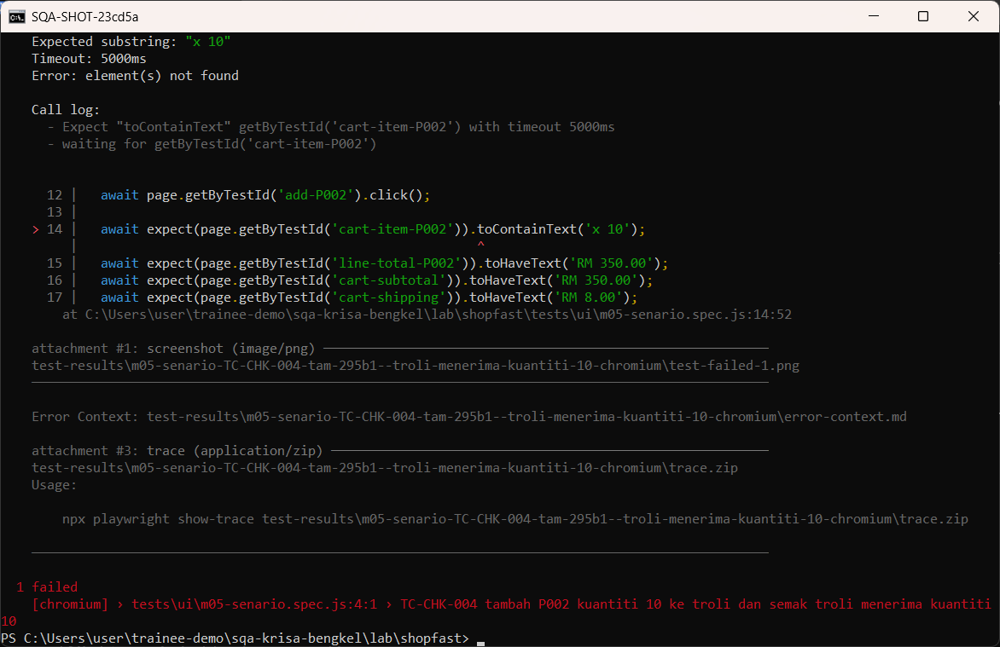 SQA-SHOT-23cd5a
Expected substring: "x 10"
Timeout: 5000ms
Error: element(s) not found
Call log:
- Expect "toContainText" getByTestId('cart-item-P002') with timeout 5000ms
- waiting for getByTestId('cart-item-P002')
12 |   await page.getByTestId('add-P002').click();
13 |
> 14 |   await expect(page.getByTestId('cart-item-P002')).toContainText('x 10');
|                                                    ^
15 |   await expect(page.getByTestId('line-total-P002')).toHaveText('RM 350.00');
16 |   await expect(page.getByTestId('cart-subtotal')).toHaveText('RM 350.00');
17 |   await expect(page.getByTestId('cart-shipping')).toHaveText('RM 8.00');
at C:\Users\user\trainee-demo\sqa-krisa-bengkel\lab\shopfast\tests\ui\m05-senario.spec.js:14:52
attachment #1: screenshot (image/png) ──────────────────────────────────────────────────────────
test-results\m05-senario-TC-CHK-004-tam-295b1--troli-menerima-kuantiti-10-chromium\test-failed-1.png
────────────────────────────────────────────────────────────────────────────────────────────────
Error Context: test-results\m05-senario-TC-CHK-004-tam-295b1--troli-menerima-kuantiti-10-chromium\error-context.md
attachment #3: trace (application/zip) ─────────────────────────────────────────────────────────
test-results\m05-senario-TC-CHK-004-tam-295b1--troli-menerima-kuantiti-10-chromium\trace.zip
Usage:
npx playwright show-trace test-results\m05-senario-TC-CHK-004-tam-295b1--troli-menerima-kuantiti-10-chromium\trace.zip
────────────────────────────────────────────────────────────────────────────────────────────────
1 failed
[chromium] › tests\ui\m05-senario.spec.js:4:1 › TC-CHK-004 tambah P002 kuantiti 10 ke troli dan semak troli menerima kuantiti
10
PS C:\Users\user\trainee-demo\sqa-krisa-bengkel\lab\shopfast>